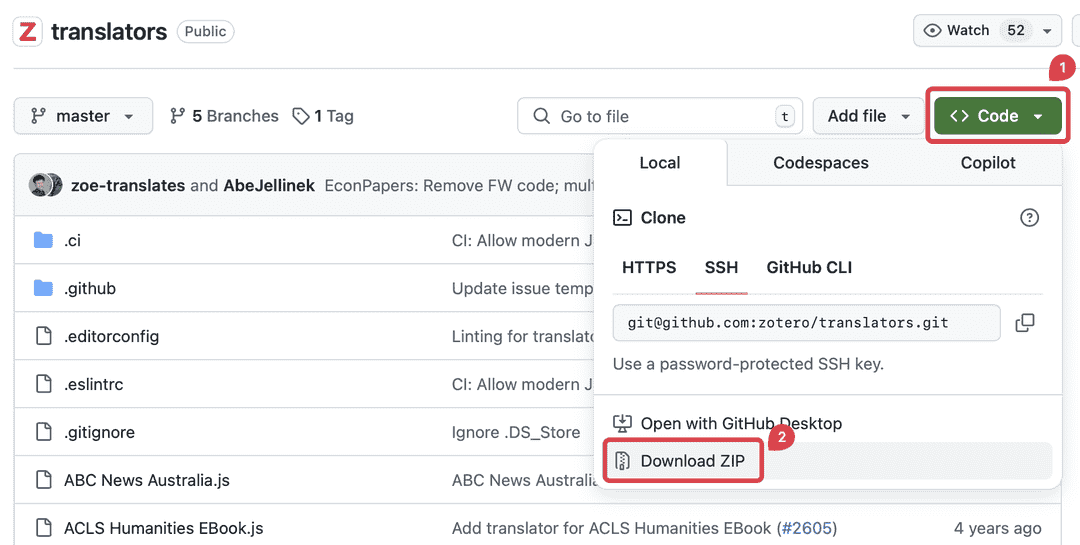 Z translators Public Watch 52
1
master 5 Branches 1 Tag Go to file t Add file <> Code
Local Codespaces Copilot
zoe-translates and AbeJellinek EconPapers: Remove FW code; mul
Clone
.ci CI: Allow modern J
HTTPS SSH GitHub CLI
.github Update issue temp
git@github.com:zotero/translators.git
.editorconfig Linting for translato
Use a password-protected SSH key.
.eslintrc CI: Allow modern J
Open with GitHub Desktop
2
.gitignore Ignore .DS_Store
Download ZIP
ABC News Australia.js ABC News Australia
ACLS Humanities EBook.js Add translator for ACLS Humanities EBook (#2605) 4 years ago